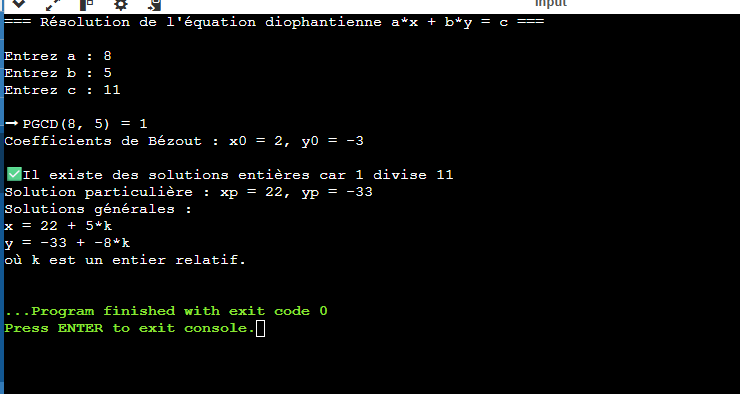 input
=== Résolution de l'équation diophantienne a*x + b*y = c ===
Entrez a : 8
Entrez b : 5
Entrez c : 11
→ PGCD(8, 5) = 1
Coefficients de Bézout : x0 = 2, y0 = -3
✅Il existe des solutions entières car 1 divise 11
Solution particulière : xp = 22, yp = -33
Solutions générales :
x = 22 + 5*k
y = -33 + -8*k
où k est un entier relatif.
...Program finished with exit code 0
Press ENTER to exit console.